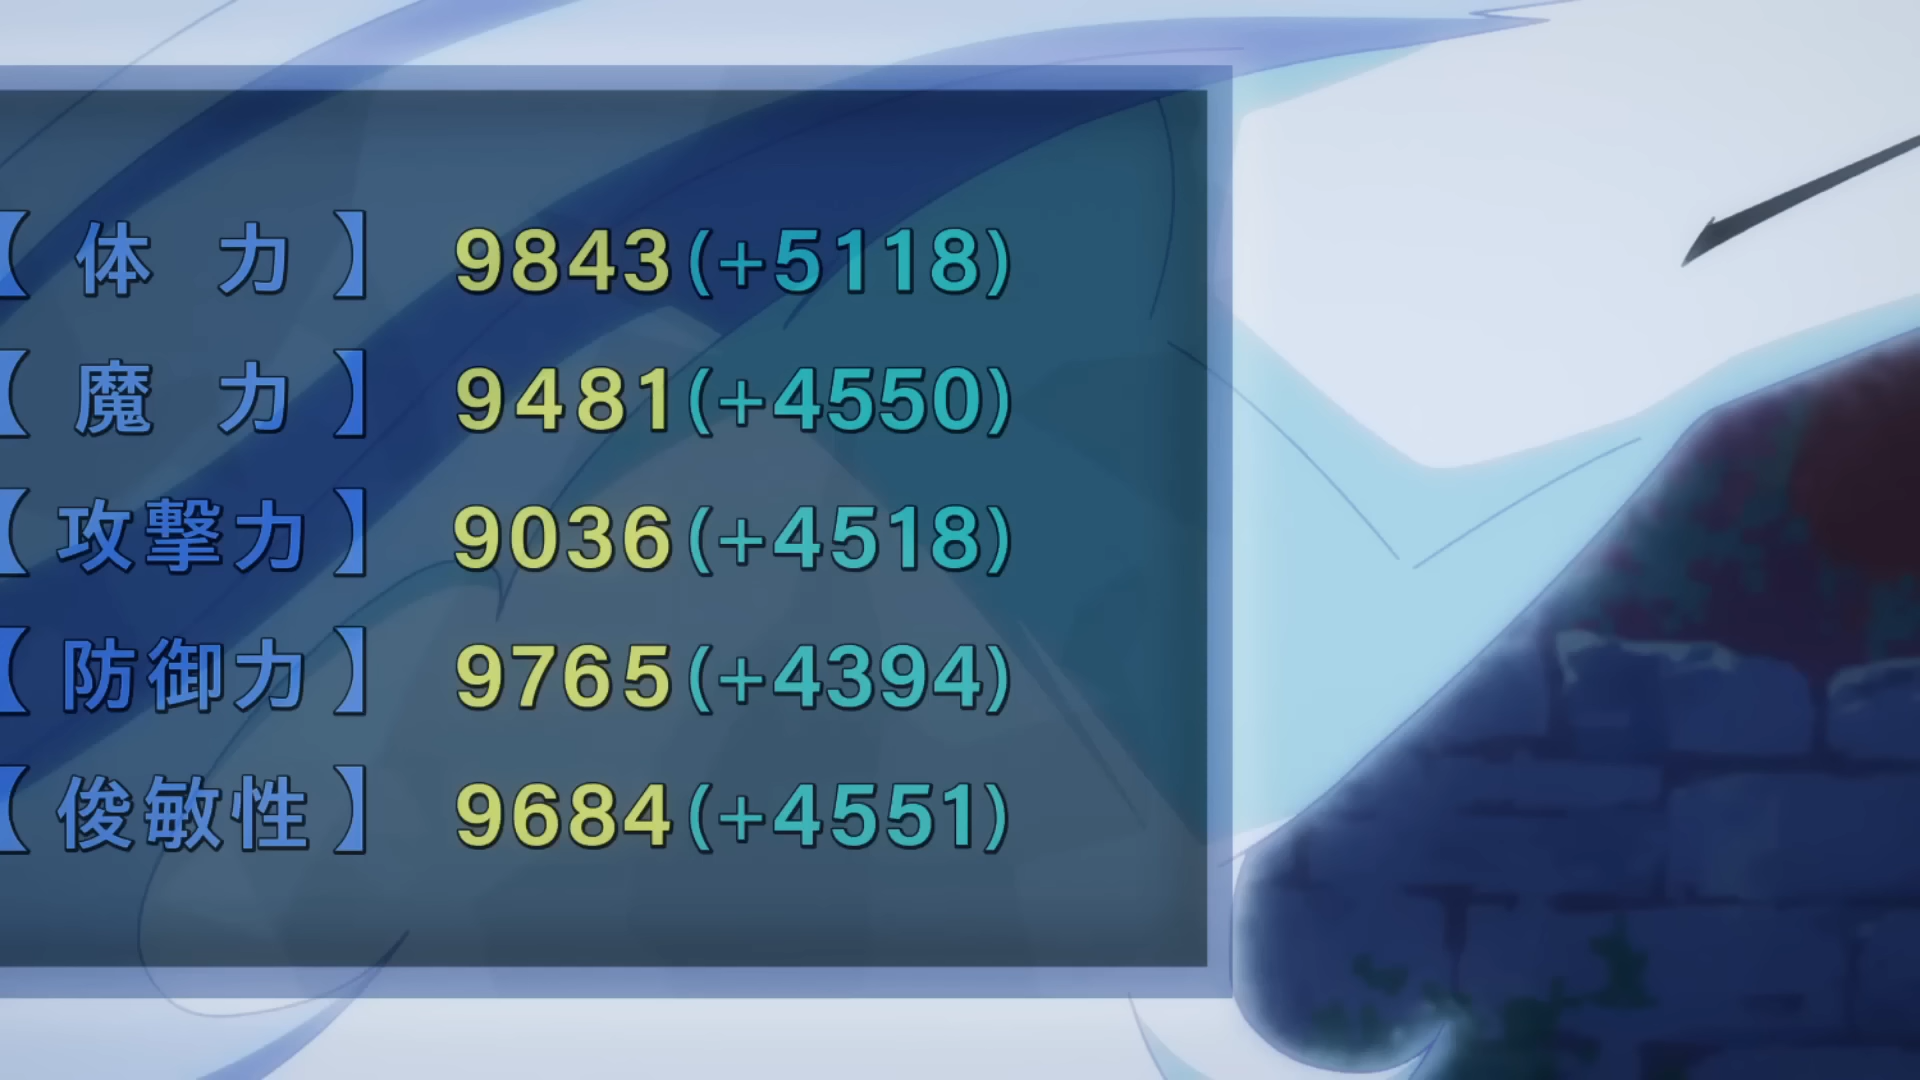 【体力】 9843(+5118)
【魔力】 9481(+4550)
【攻撃力】 9036(+4518)
【防御力】 9765(+4394)
【俊敏性】 9684(+4551)